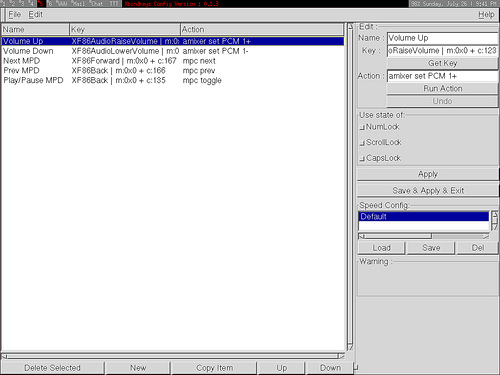 1 2 3 4 5 6 WWW Mail Chat TTT Xbindkeys Config Version : 0.1.3 Sunday, July 26 | 9:41 PM
File Edit Help
Name Key Action
Volume Up XF86AudioRaiseVolume | m:0 amixer set PCM 1+
Volume Down XF86AudioLowerVolume | m:0 amixer set PCM 1-
Next MPD XF86Forward | m:0x0 + c:167 mpc next
Prev MPD XF86Back | m:0x0 + c:166 mpc prev
Play/Pause MPD XF86Back | m:0x0 + c:135 mpc toggle
Delete Selected New Copy Item Up Down
Edit :
Name : Volume Up
Key : oRaiseVolume | m:0x0 + c:123
Get Key
Action : amixer set PCM 1+
Run Action
Undo
Use state of:
NumLock
ScrollLock
CapsLock
Apply
Save & Apply & Exit
Speed Config:
Default
Load Save Del
Warning :